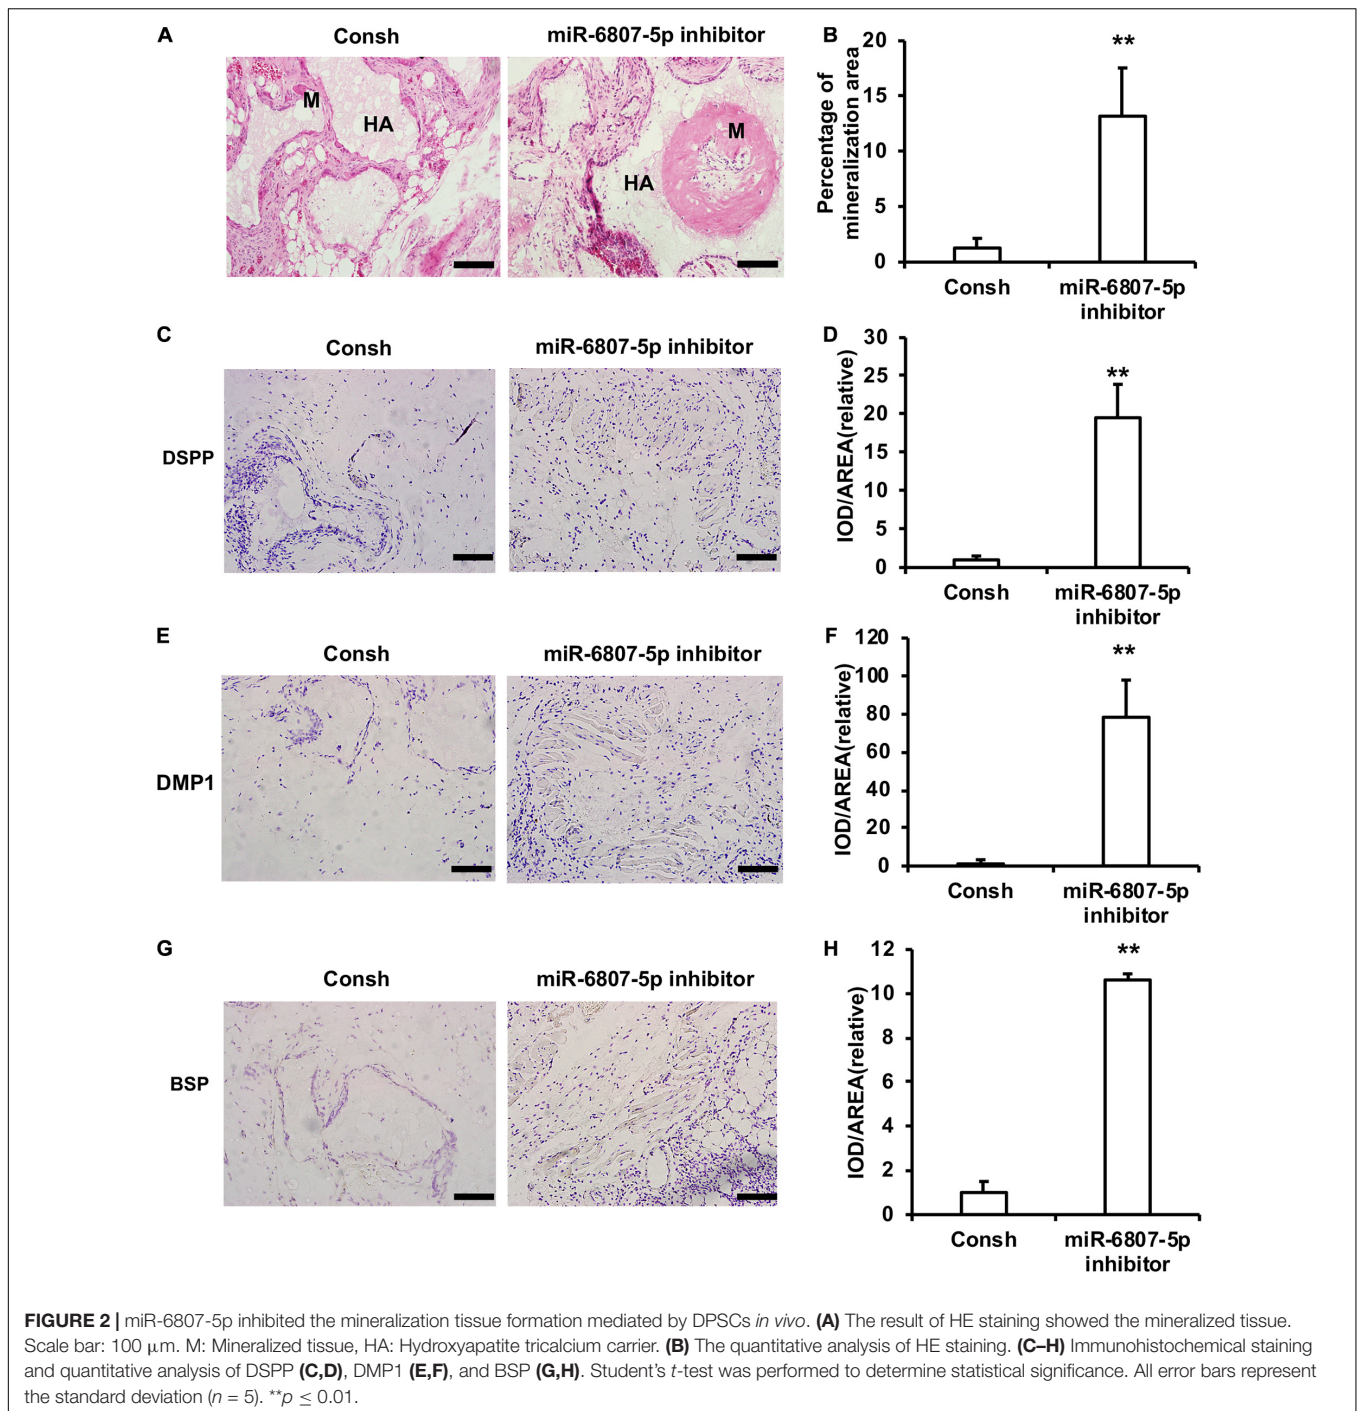 A
Consh
miR-6807-5p inhibitor
M
HA
M
HA
B
Percentage of
mineralization area
20
15
10
5
0
**
Consh
miR-6807-5p
inhibitor
C
Consh
miR-6807-5p inhibitor
DSPP
D
IOD/AREA(relative)
30
25
20
15
10
5
0
**
Consh
miR-6807-5p
inhibitor
E
Consh
miR-6807-5p inhibitor
DMP1
F
IOD/AREA(relative)
120
100
80
60
40
20
0
**
Consh
miR-6807-5p
inhibitor
G
Consh
miR-6807-5p inhibitor
BSP
H
IOD/AREA(relative)
12
10
8
6
4
2
0
**
Consh
miR-6807-5p
inhibitor
FIGURE 2 | miR-6807-5p inhibited the mineralization tissue formation mediated by DPSCs in vivo. (A) The result of HE staining showed the mineralized tissue.
Scale bar: 100 μm. M: Mineralized tissue, HA: Hydroxyapatite tricalcium carrier. (B) The quantitative analysis of HE staining. (C–H) Immunohistochemical staining
and quantitative analysis of DSPP (C,D), DMP1 (E,F), and BSP (G,H). Student's t-test was performed to determine statistical significance. All error bars represent
the standard deviation (n = 5). **p ≤ 0.01.